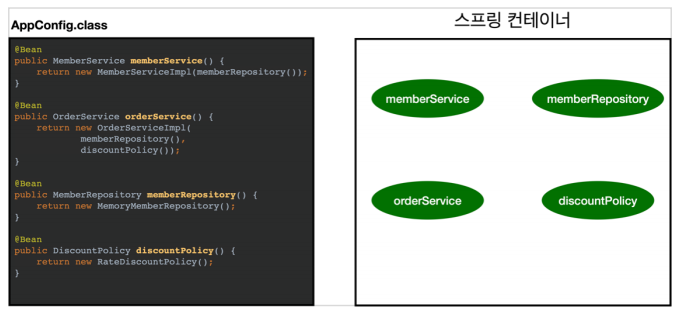 AppConfig.class
@Bean
public MemberService memberService() {
    return new MemberServiceImpl(memberRepository());
}
@Bean
public OrderService orderService() {
    return new OrderServiceImpl(
            memberRepository(),
            discountPolicy());
}
@Bean
public MemberRepository memberRepository() {
    return new MemoryMemberRepository();
}
@Bean
public DiscountPolicy discountPolicy() {
    return new RateDiscountPolicy();
}
스프링 컨테이너
memberService
memberRepository
orderService
discountPolicy